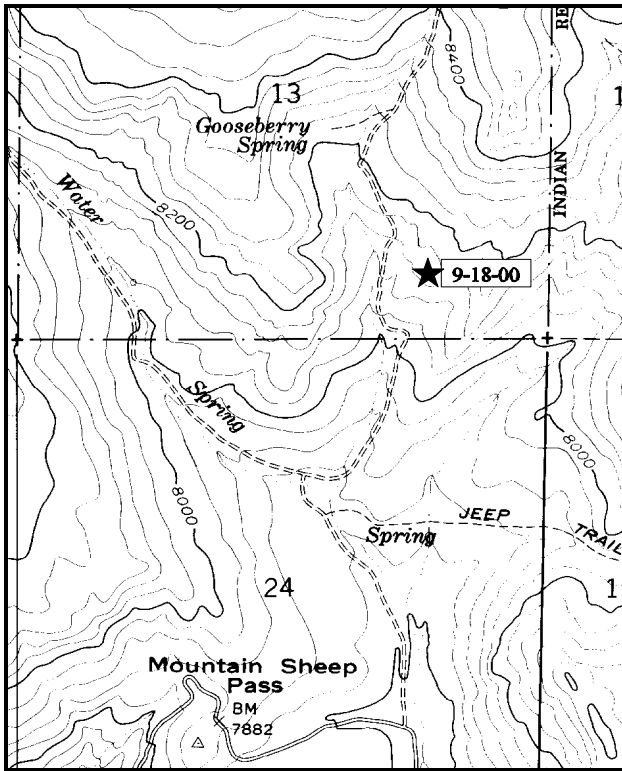 RE
8400
13
1
Gooseberry
Spring
INDIAN
Water
8200
9-18-00
Spring
8000
8000
JEEP
TRAIL
Spring
24
1
Mountain Sheep
Pass
BM
7882